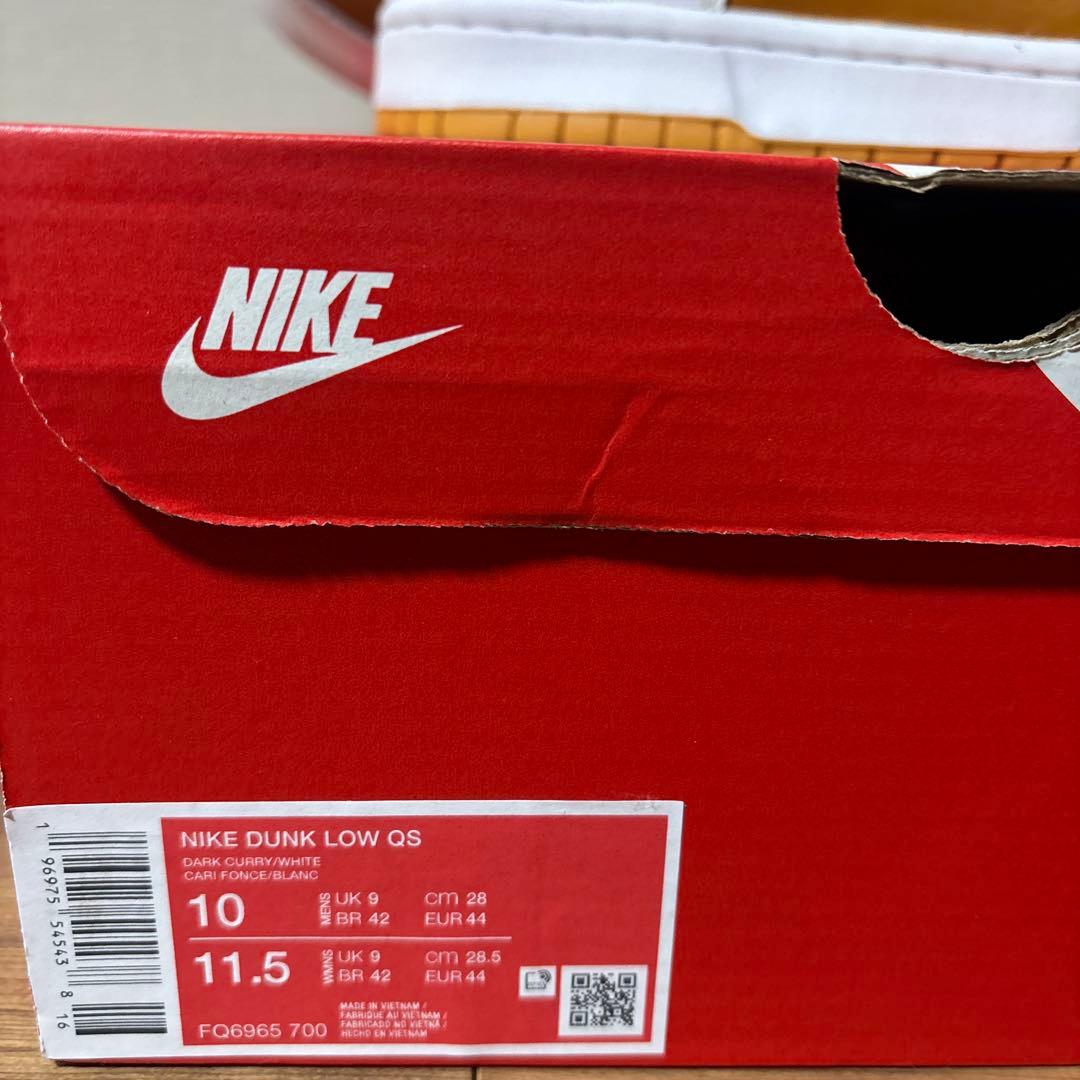 NIKE
NIKE DUNK LOW QS
DARK CURRY/WHITE
CARI FONCE/BLANC
10 MENS UK 9 cm 28
BR 42 EUR 44
11.5 WMNS UK 9 cm 28.5
BR 42 EUR 44
MADE IN VIETNAM /
FABRIQUE AU VIETNAM /
FABRICADO NO VIETNÃ /
HECHO EN VIETNAM
FQ6965 700
1 96975 54543 8 16